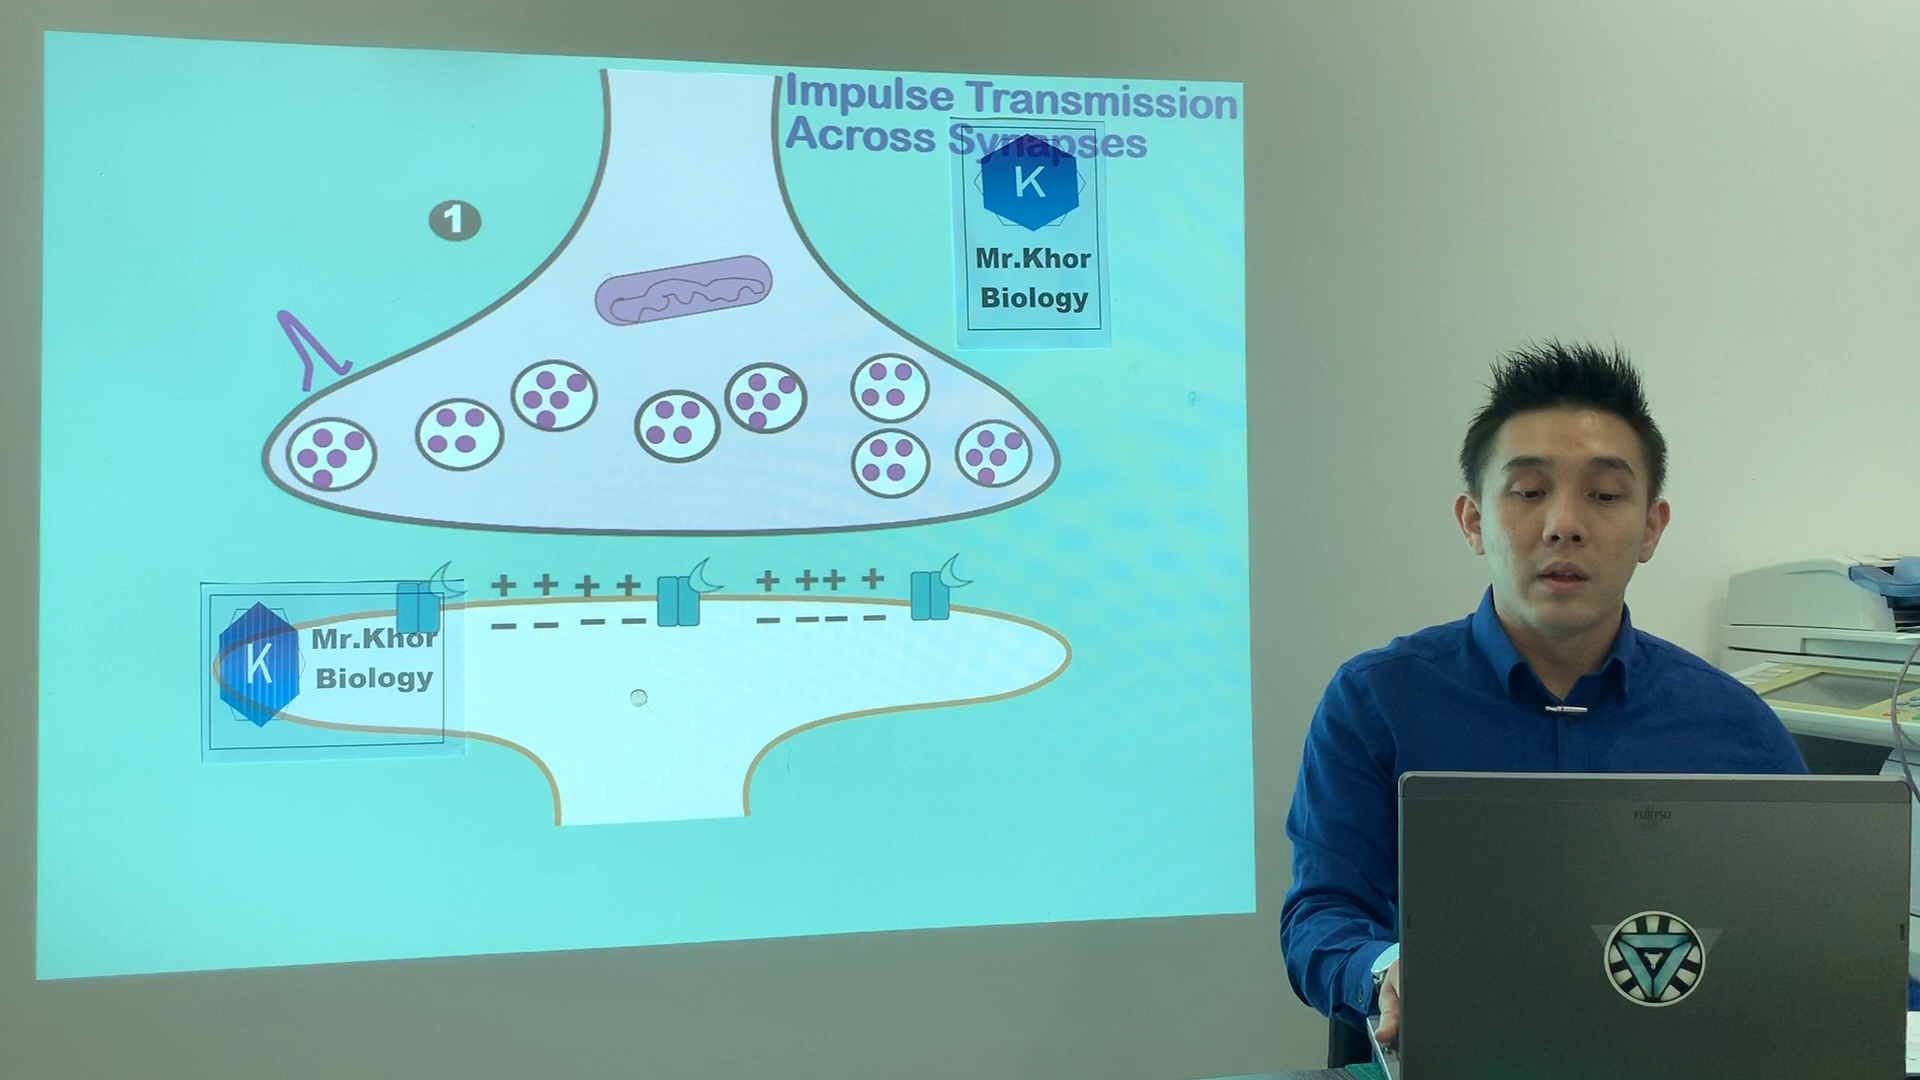 Impulse Transmission
Across Synapses
1
K
Mr.Khor
Biology
+ + + + + ++ +
− − − − − − − −
K
Mr.Khor
Biology
FUJITSU